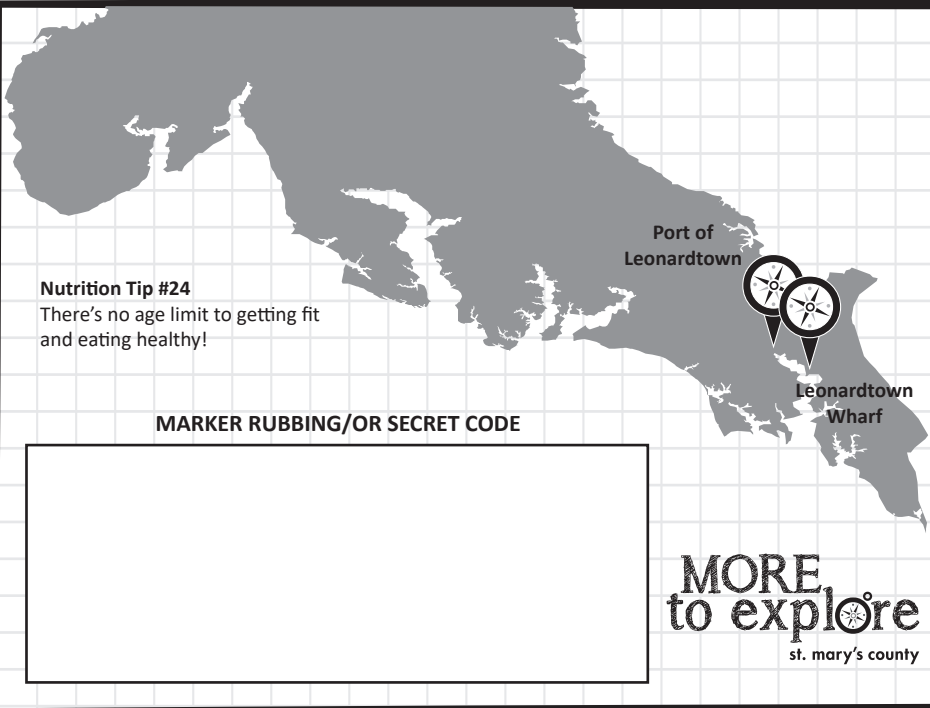 Port of
Leonardtown
Nutrition Tip #24
There's no age limit to getting fit
and eating healthy!
Leonardtown
Wharf
MARKER RUBBING/OR SECRET CODE
MORE
to explore
st. mary's county